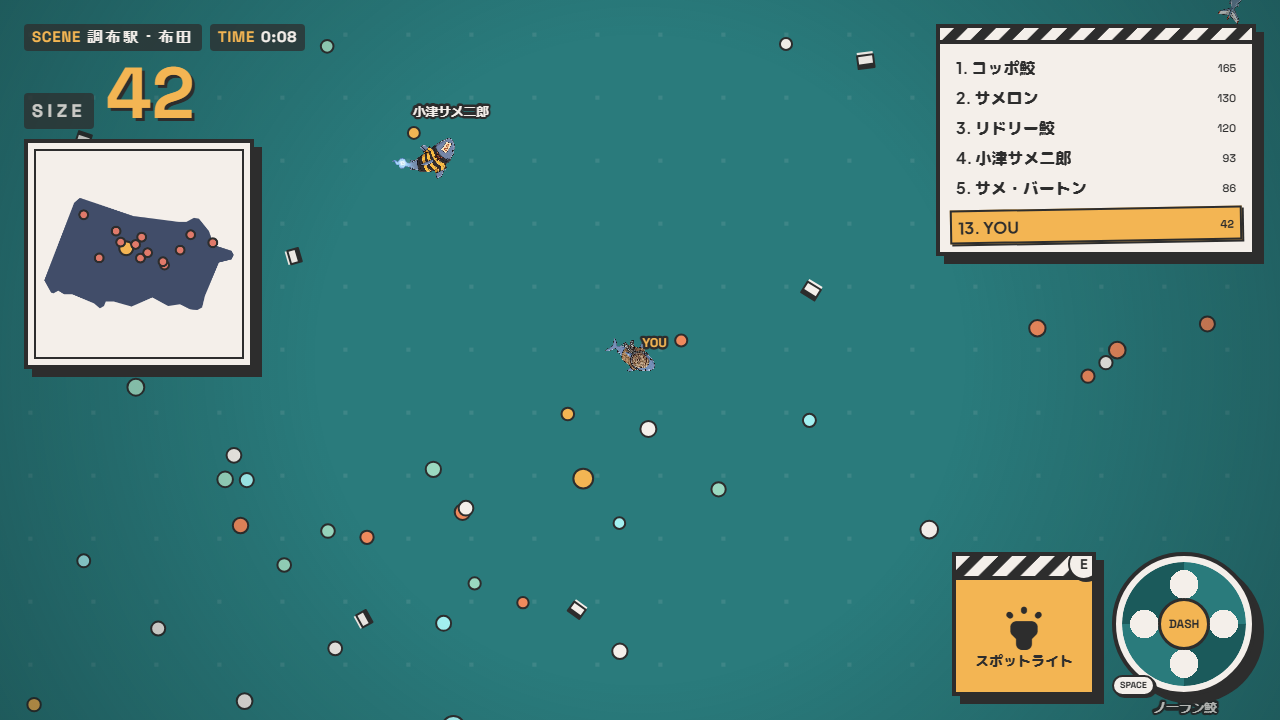 SCENE 調布駅 - 布田 TIME 0:08
SIZE 42
小津サメ二郎
1. コッポ鮫 165
2. サメロン 130
3. リドリー鮫 120
4. 小津サメ二郎 93
5. サメ・バートン 86
13. YOU 42
YOU
E
スポットライト
DASH
SPACE
ノーラン鮫